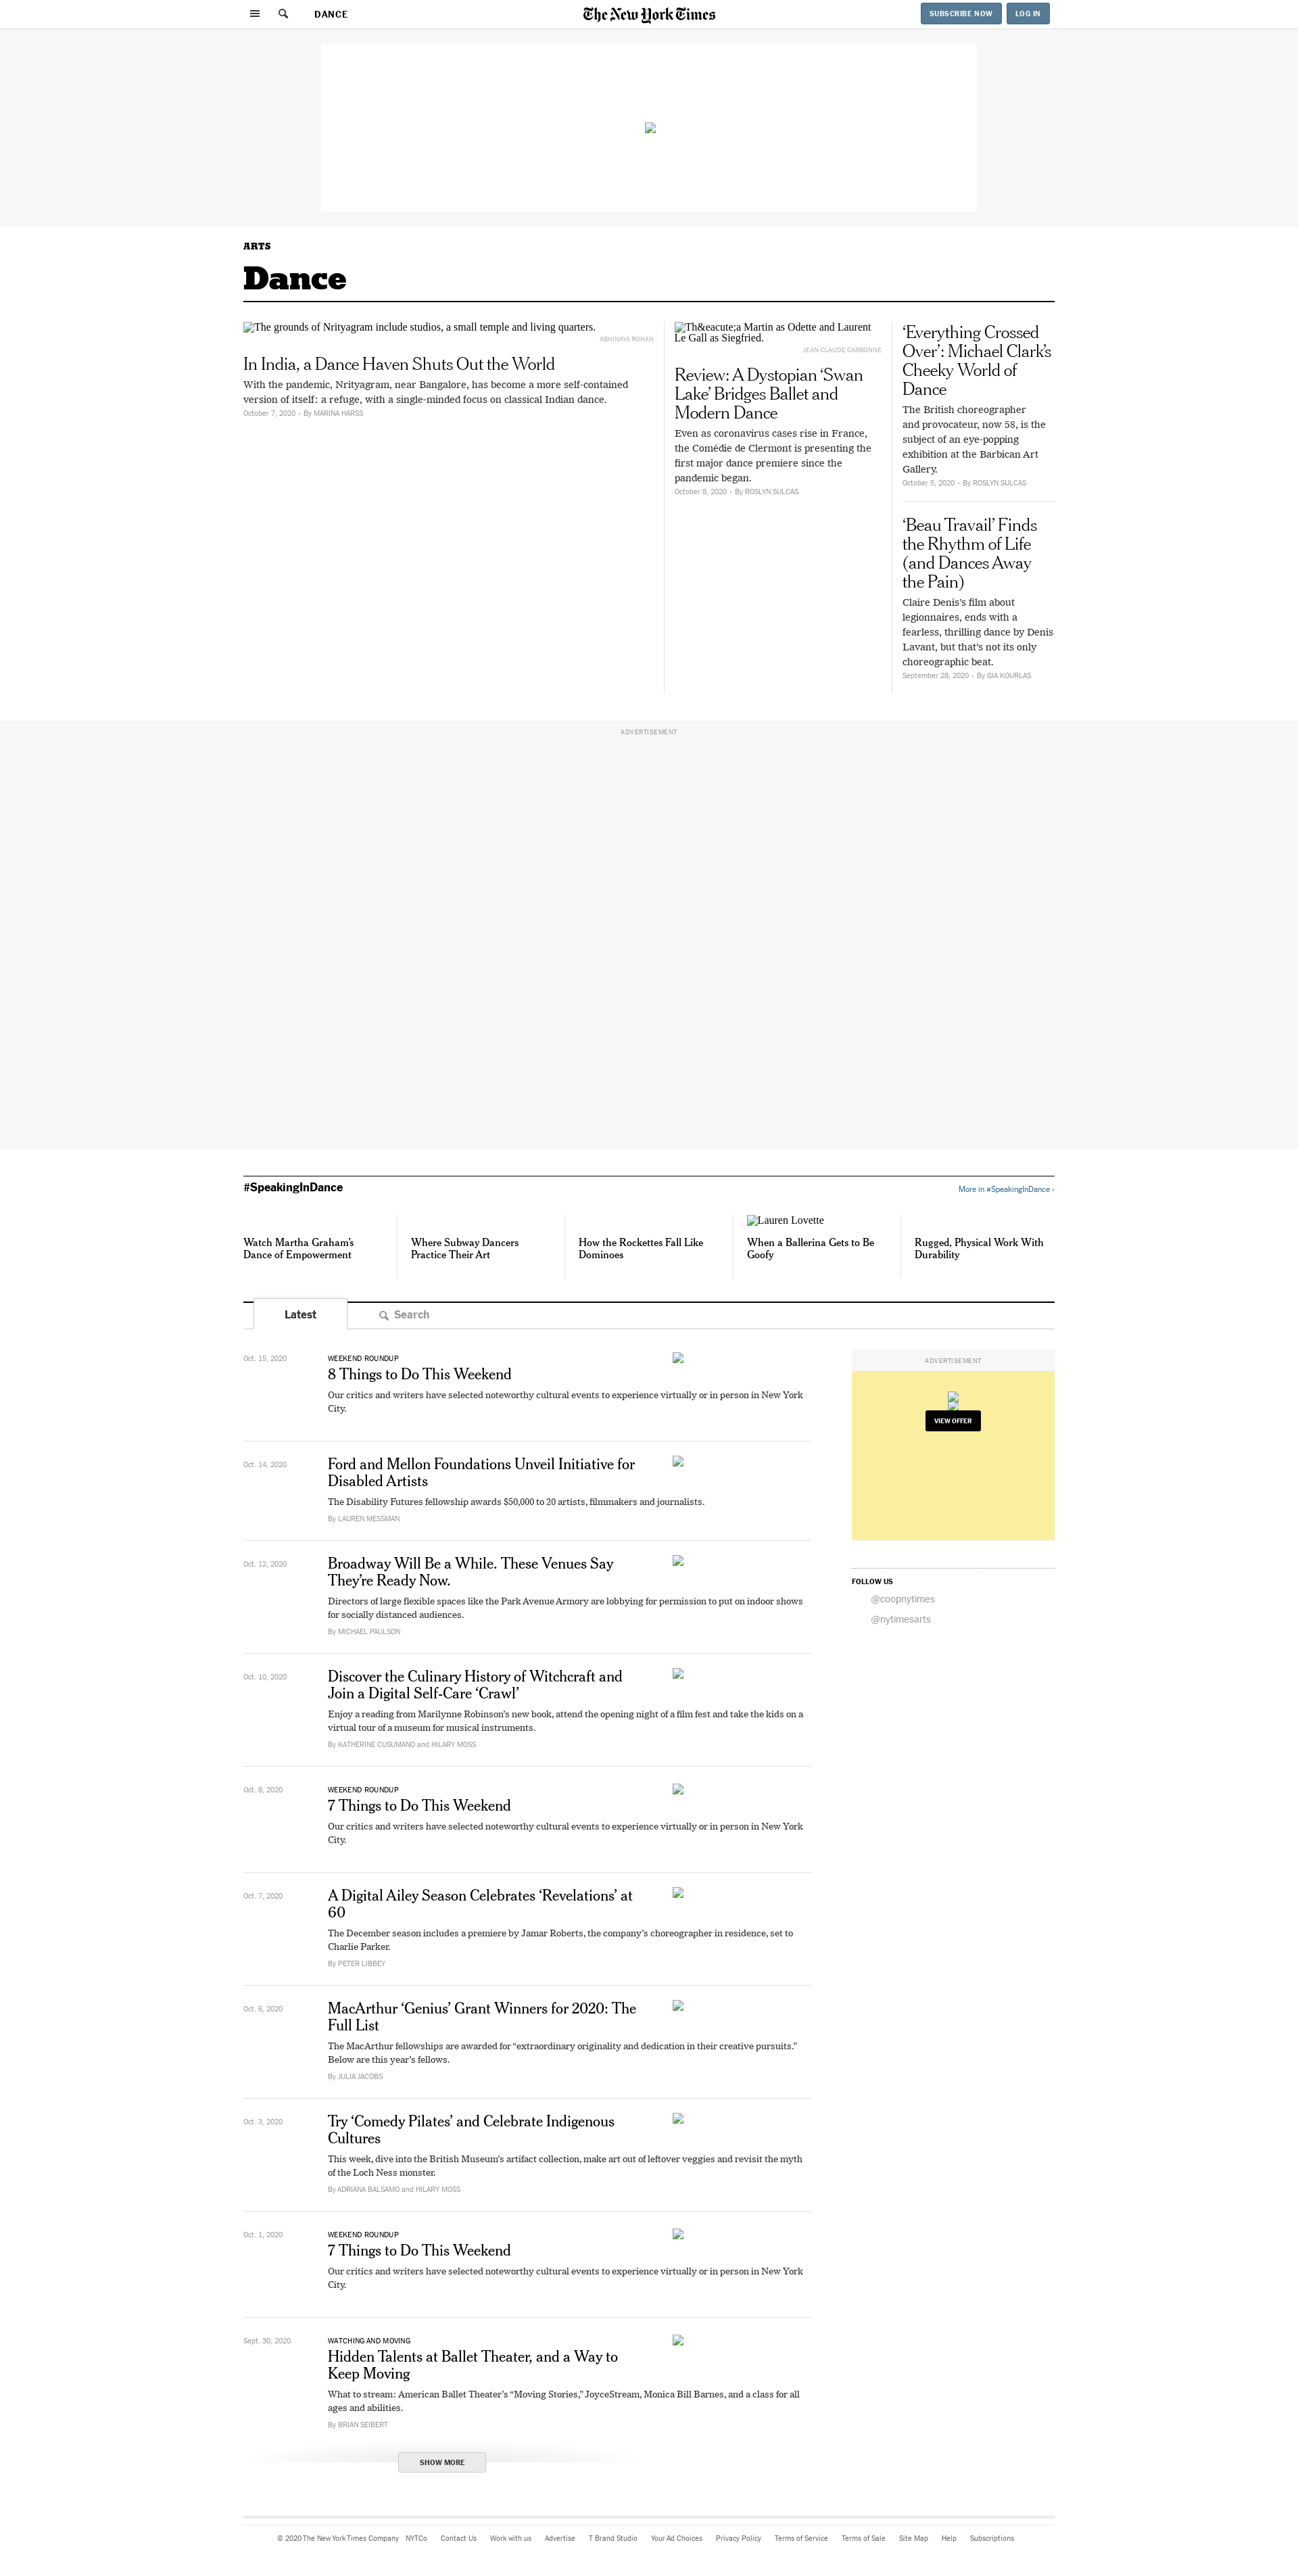 DANCE
The New York Times
SUBSCRIBE NOW
LOG IN
ARTS
Dance
The grounds of Nrityagram include studios, a small temple and living quarters.
ABHINAYA ROHAN
In India, a Dance Haven Shuts Out the World
With the pandemic, Nrityagram, near Bangalore, has become a more self-contained
version of itself: a refuge, with a single-minded focus on classical Indian dance.
October 7, 2020 · By MARINA HARSS
Th&eacute;a Martin as Odette and Laurent
Le Gall as Siegfried.
JEAN-CLAUDE CARBONNE
Review: A Dystopian ‘Swan
Lake’ Bridges Ballet and
Modern Dance
Even as coronavirus cases rise in France,
the Comédie de Clermont is presenting the
first major dance premiere since the
pandemic began.
October 8, 2020 · By ROSLYN SULCAS
‘Everything Crossed
Over’: Michael Clark’s
Cheeky World of
Dance
The British choreographer
and provocateur, now 58, is the
subject of an eye-popping
exhibition at the Barbican Art
Gallery.
October 5, 2020 · By ROSLYN SULCAS
‘Beau Travail’ Finds
the Rhythm of Life
(and Dances Away
the Pain)
Claire Denis’s film about
legionnaires, ends with a
fearless, thrilling dance by Denis
Lavant, but that’s not its only
choreographic beat.
September 28, 2020 · By GIA KOURLAS
ADVERTISEMENT
#SpeakingInDance
More in #SpeakingInDance ›
Watch Martha Graham’s
Dance of Empowerment
Where Subway Dancers
Practice Their Art
How the Rockettes Fall Like
Dominoes
Lauren Lovette
When a Ballerina Gets to Be
Goofy
Rugged, Physical Work With
Durability
Latest
Search
Oct. 15, 2020
WEEKEND ROUNDUP
8 Things to Do This Weekend
Our critics and writers have selected noteworthy cultural events to experience virtually or in person in New York
City.
Oct. 14, 2020
Ford and Mellon Foundations Unveil Initiative for
Disabled Artists
The Disability Futures fellowship awards $50,000 to 20 artists, filmmakers and journalists.
By LAUREN MESSMAN
Oct. 12, 2020
Broadway Will Be a While. These Venues Say
They’re Ready Now.
Directors of large flexible spaces like the Park Avenue Armory are lobbying for permission to put on indoor shows
for socially distanced audiences.
By MICHAEL PAULSON
Oct. 10, 2020
Discover the Culinary History of Witchcraft and
Join a Digital Self-Care ‘Crawl’
Enjoy a reading from Marilynne Robinson’s new book, attend the opening night of a film fest and take the kids on a
virtual tour of a museum for musical instruments.
By KATHERINE CUSUMANO and HILARY MOSS
Oct. 8, 2020
WEEKEND ROUNDUP
7 Things to Do This Weekend
Our critics and writers have selected noteworthy cultural events to experience virtually or in person in New York
City.
Oct. 7, 2020
A Digital Ailey Season Celebrates ‘Revelations’ at
60
The December season includes a premiere by Jamar Roberts, the company’s choreographer in residence, set to
Charlie Parker.
By PETER LIBBEY
Oct. 6, 2020
MacArthur ‘Genius’ Grant Winners for 2020: The
Full List
The MacArthur fellowships are awarded for “extraordinary originality and dedication in their creative pursuits.”
Below are this year’s fellows.
By JULIA JACOBS
Oct. 3, 2020
Try ‘Comedy Pilates’ and Celebrate Indigenous
Cultures
This week, dive into the British Museum’s artifact collection, make art out of leftover veggies and revisit the myth
of the Loch Ness monster.
By ADRIANA BALSAMO and HILARY MOSS
Oct. 1, 2020
WEEKEND ROUNDUP
7 Things to Do This Weekend
Our critics and writers have selected noteworthy cultural events to experience virtually or in person in New York
City.
Sept. 30, 2020
WATCHING AND MOVING
Hidden Talents at Ballet Theater, and a Way to
Keep Moving
What to stream: American Ballet Theater’s “Moving Stories,” JoyceStream, Monica Bill Barnes, and a class for all
ages and abilities.
By BRIAN SEIBERT
SHOW MORE
ADVERTISEMENT
VIEW OFFER
FOLLOW US
@coopnytimes
@nytimesarts
© 2020 The New York Times Company NYTCo Contact Us Work with us Advertise T Brand Studio Your Ad Choices Privacy Policy Terms of Service Terms of Sale Site Map Help Subscriptions